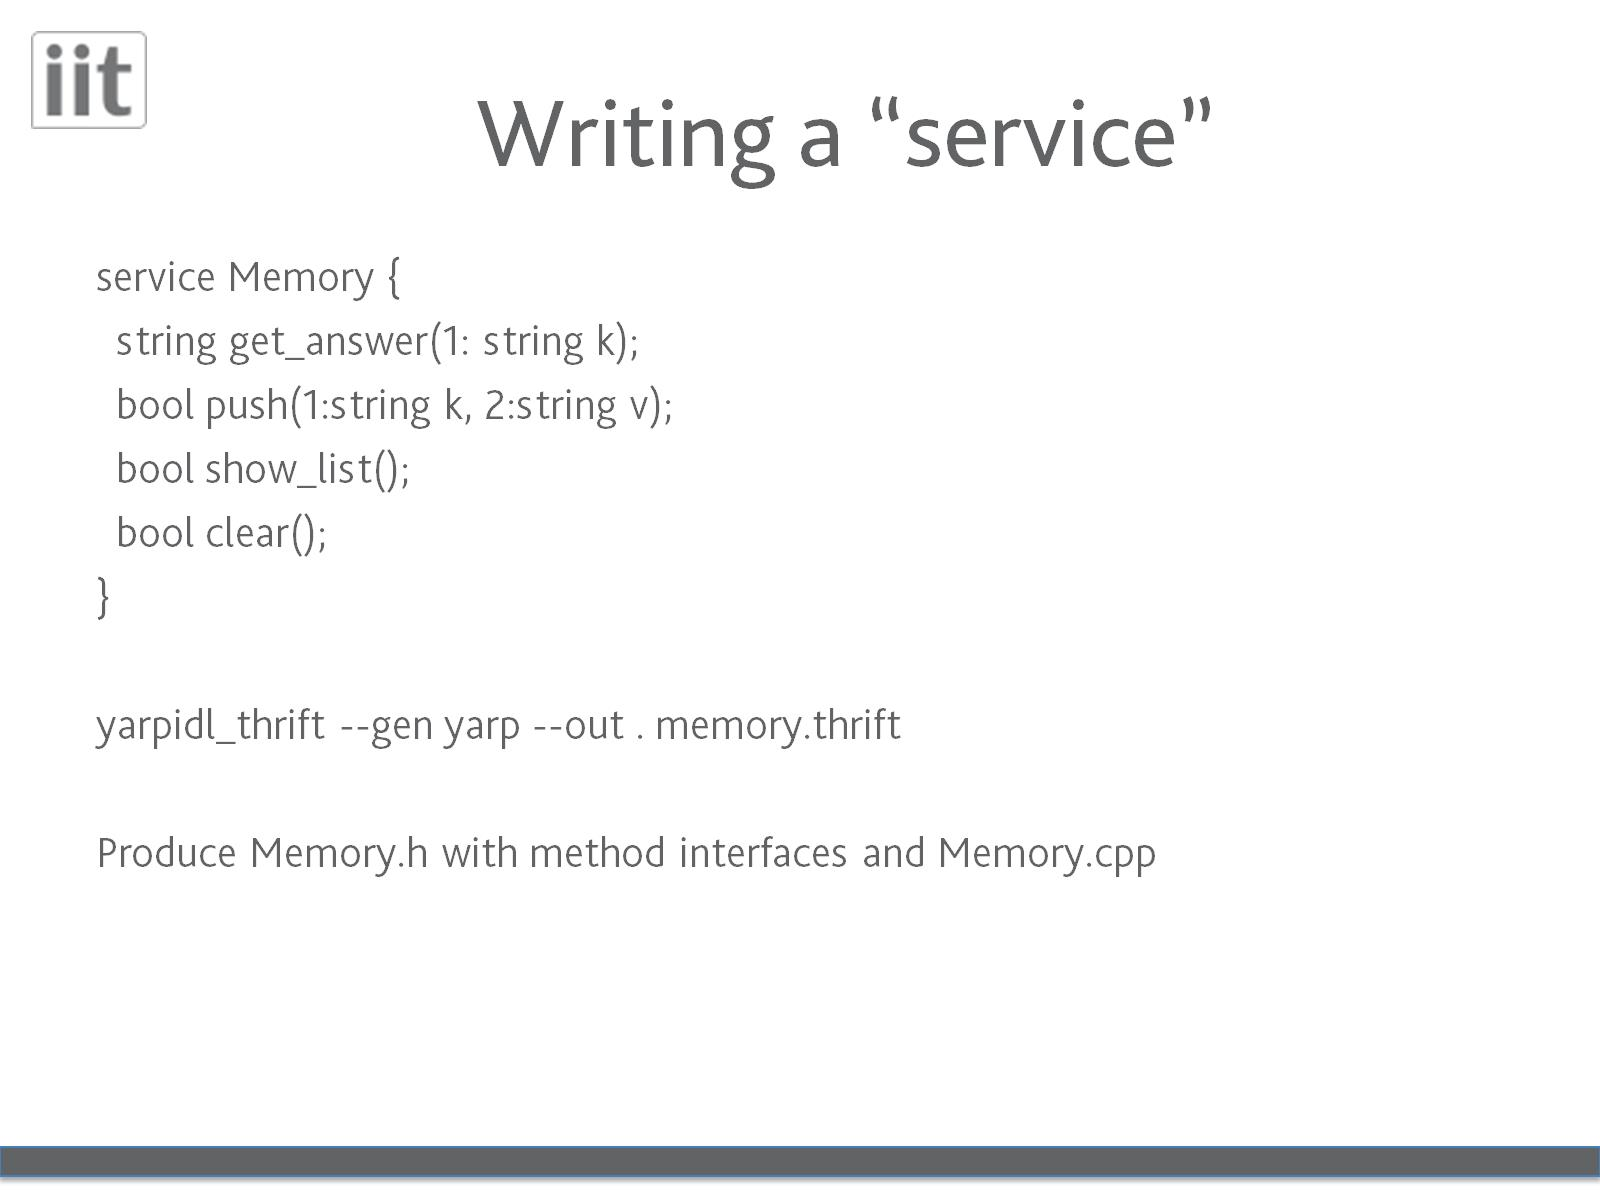 iit
Writing a “service”
service Memory {
string get_answer(1: string k);
bool push(1:string k, 2:string v);
bool show_list();
bool clear();
}
yarpidl_thrift --gen yarp --out . memory.thrift
Produce Memory.h with method interfaces and Memory.cpp